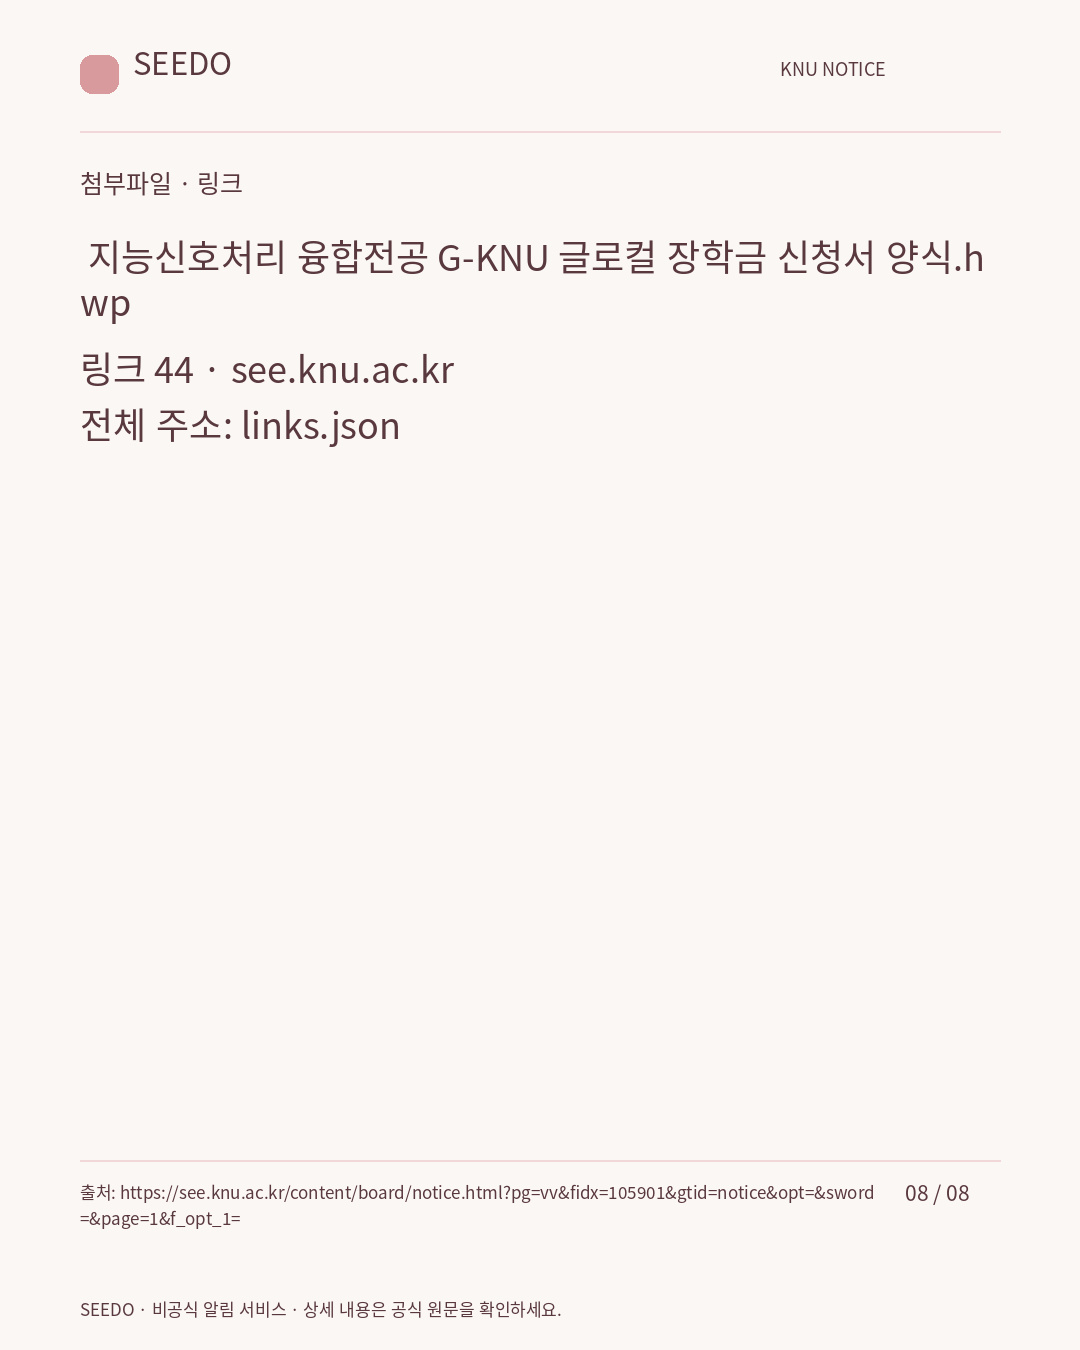 SEEDO
KNU NOTICE
첨부파일 · 링크
지능신호처리 융합전공 G-KNU 글로컬 장학금 신청서 양식.h
wp
링크 44 · see.knu.ac.kr
전체 주소: links.json
출처: https://see.knu.ac.kr/content/board/notice.html?pg=vv&fidx=105901&gtid=notice&opt=&sword
=&page=1&f_opt_1=
08 / 08
SEEDO · 비공식 알림 서비스 · 상세 내용은 공식 원문을 확인하세요.